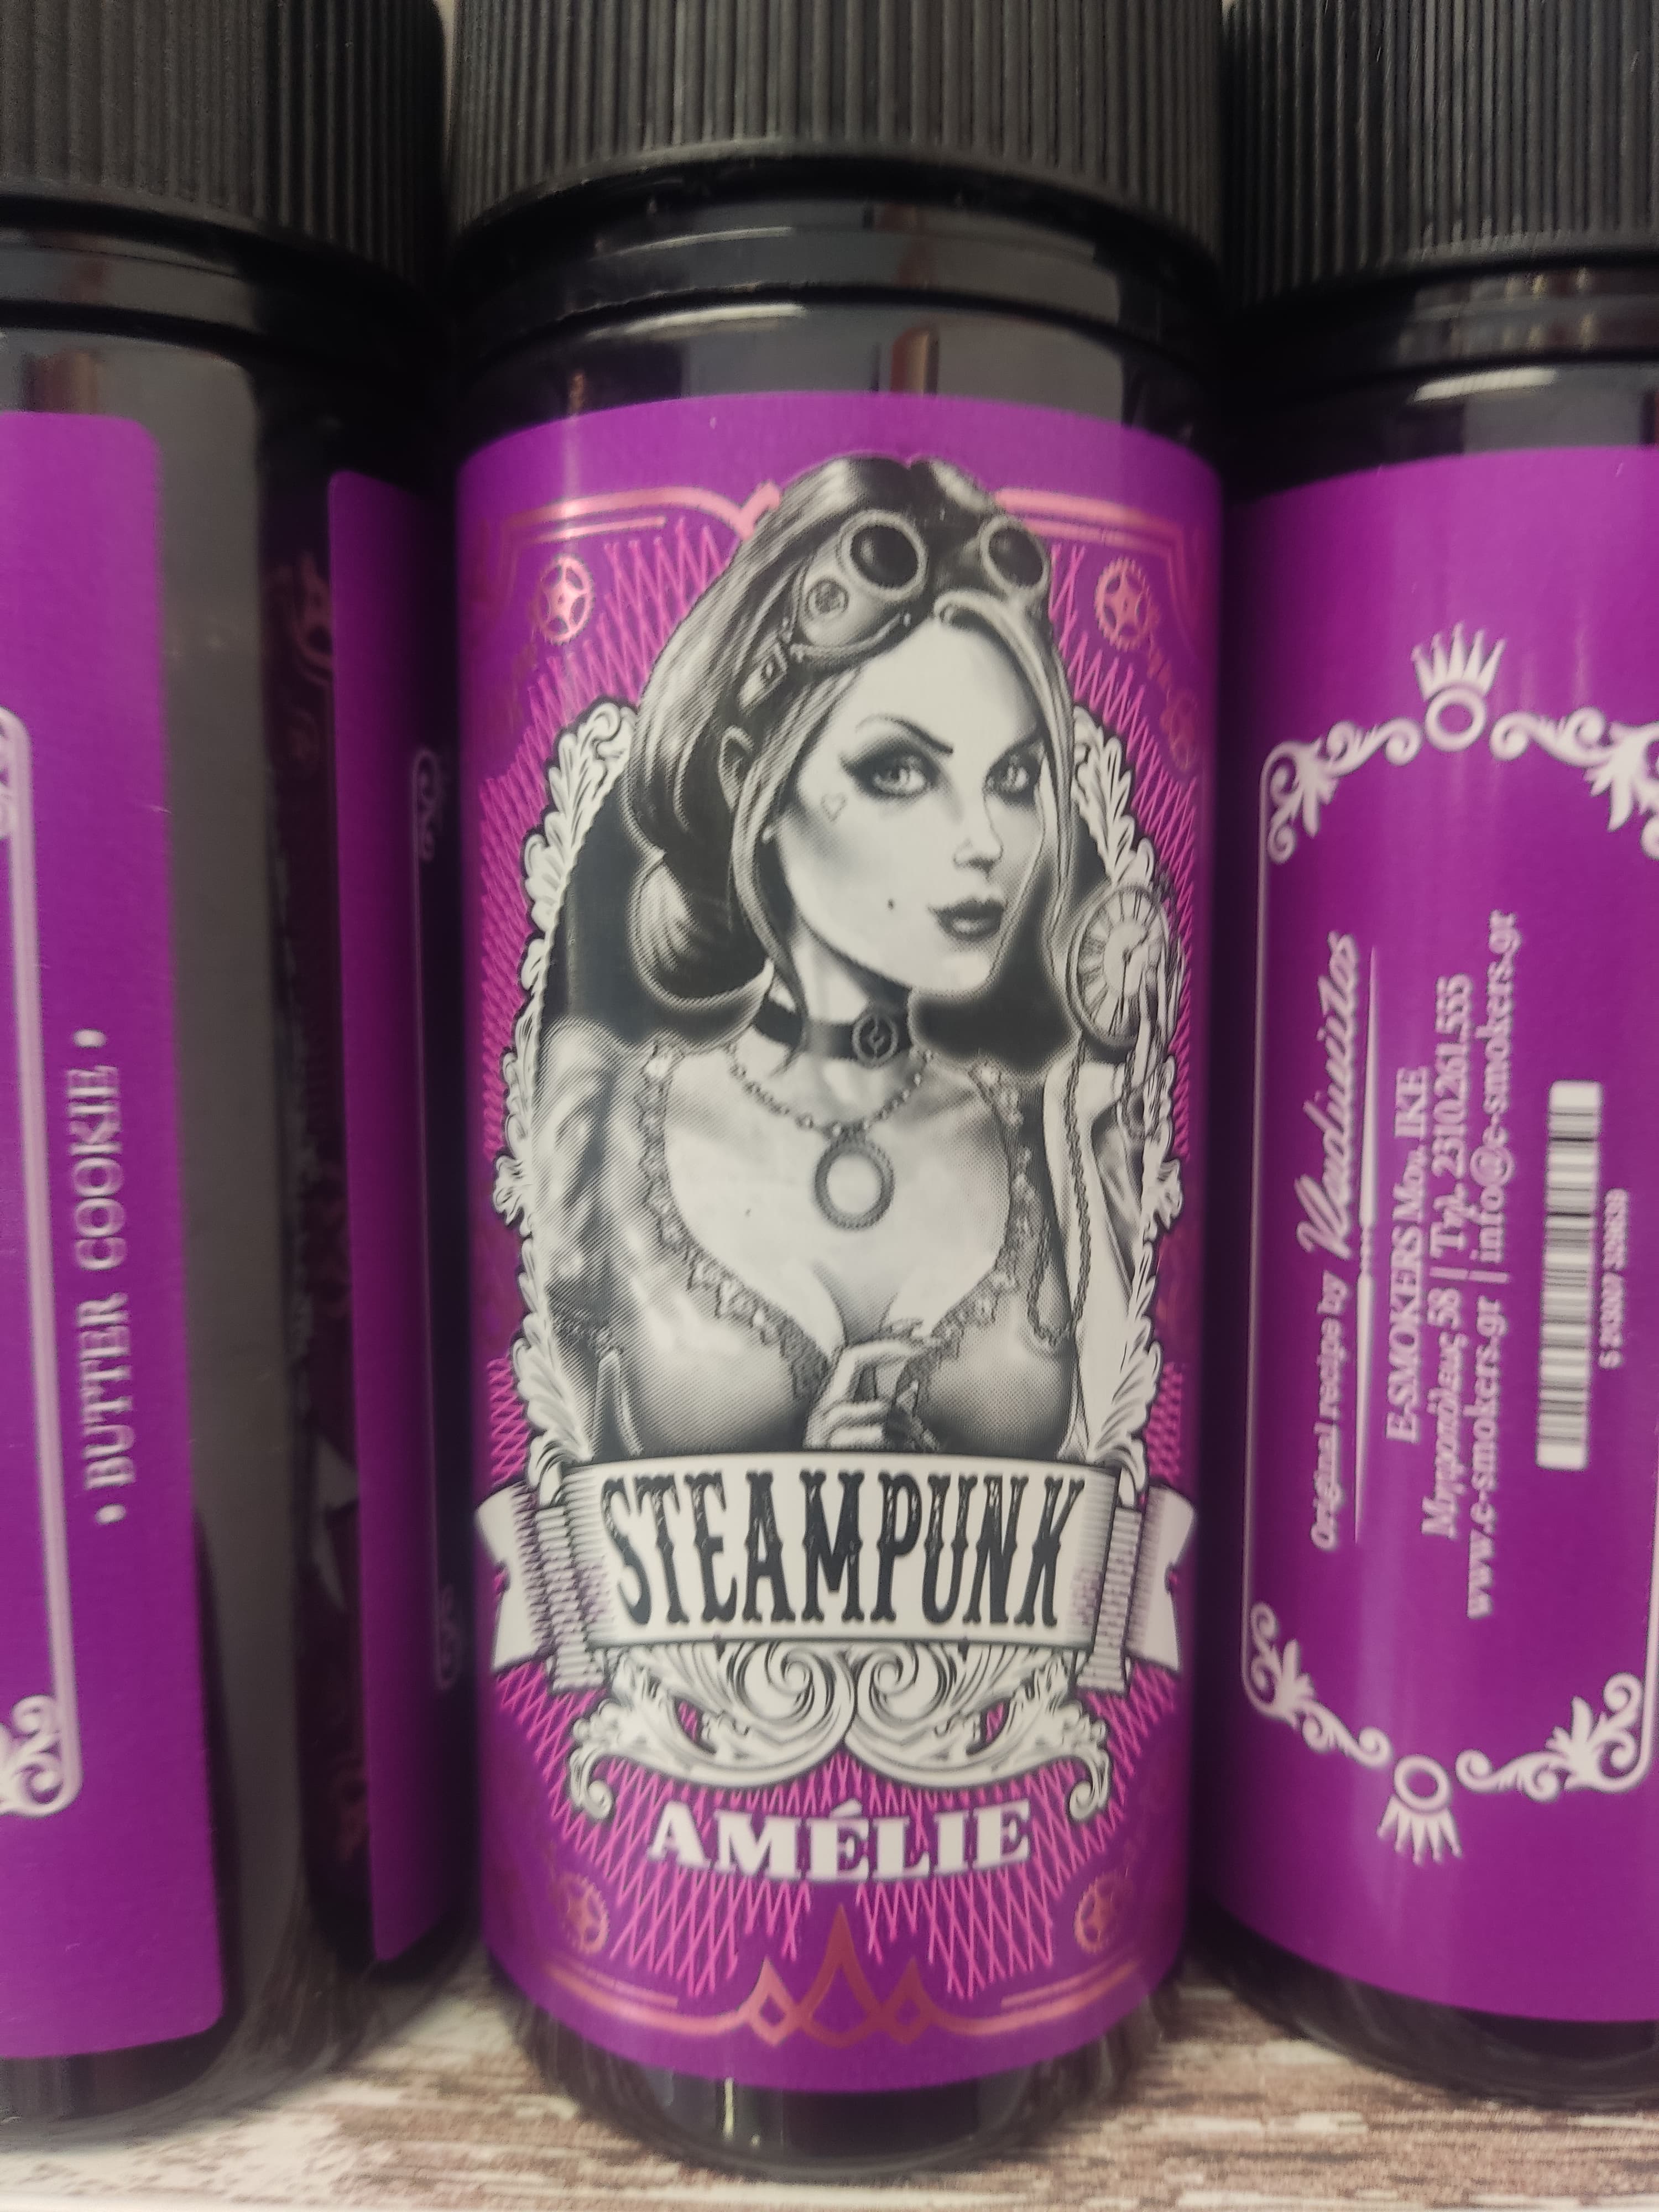 • BUTTER COOKIE •
STEAMPUNK
AMÉLIE
Original recipe by Vladimitos
E-SMOKERS Μον. ΙΚΕ
58 | Τηλ. 2310.261.555
www.e-smokers.gr | info@e-smokers.gr